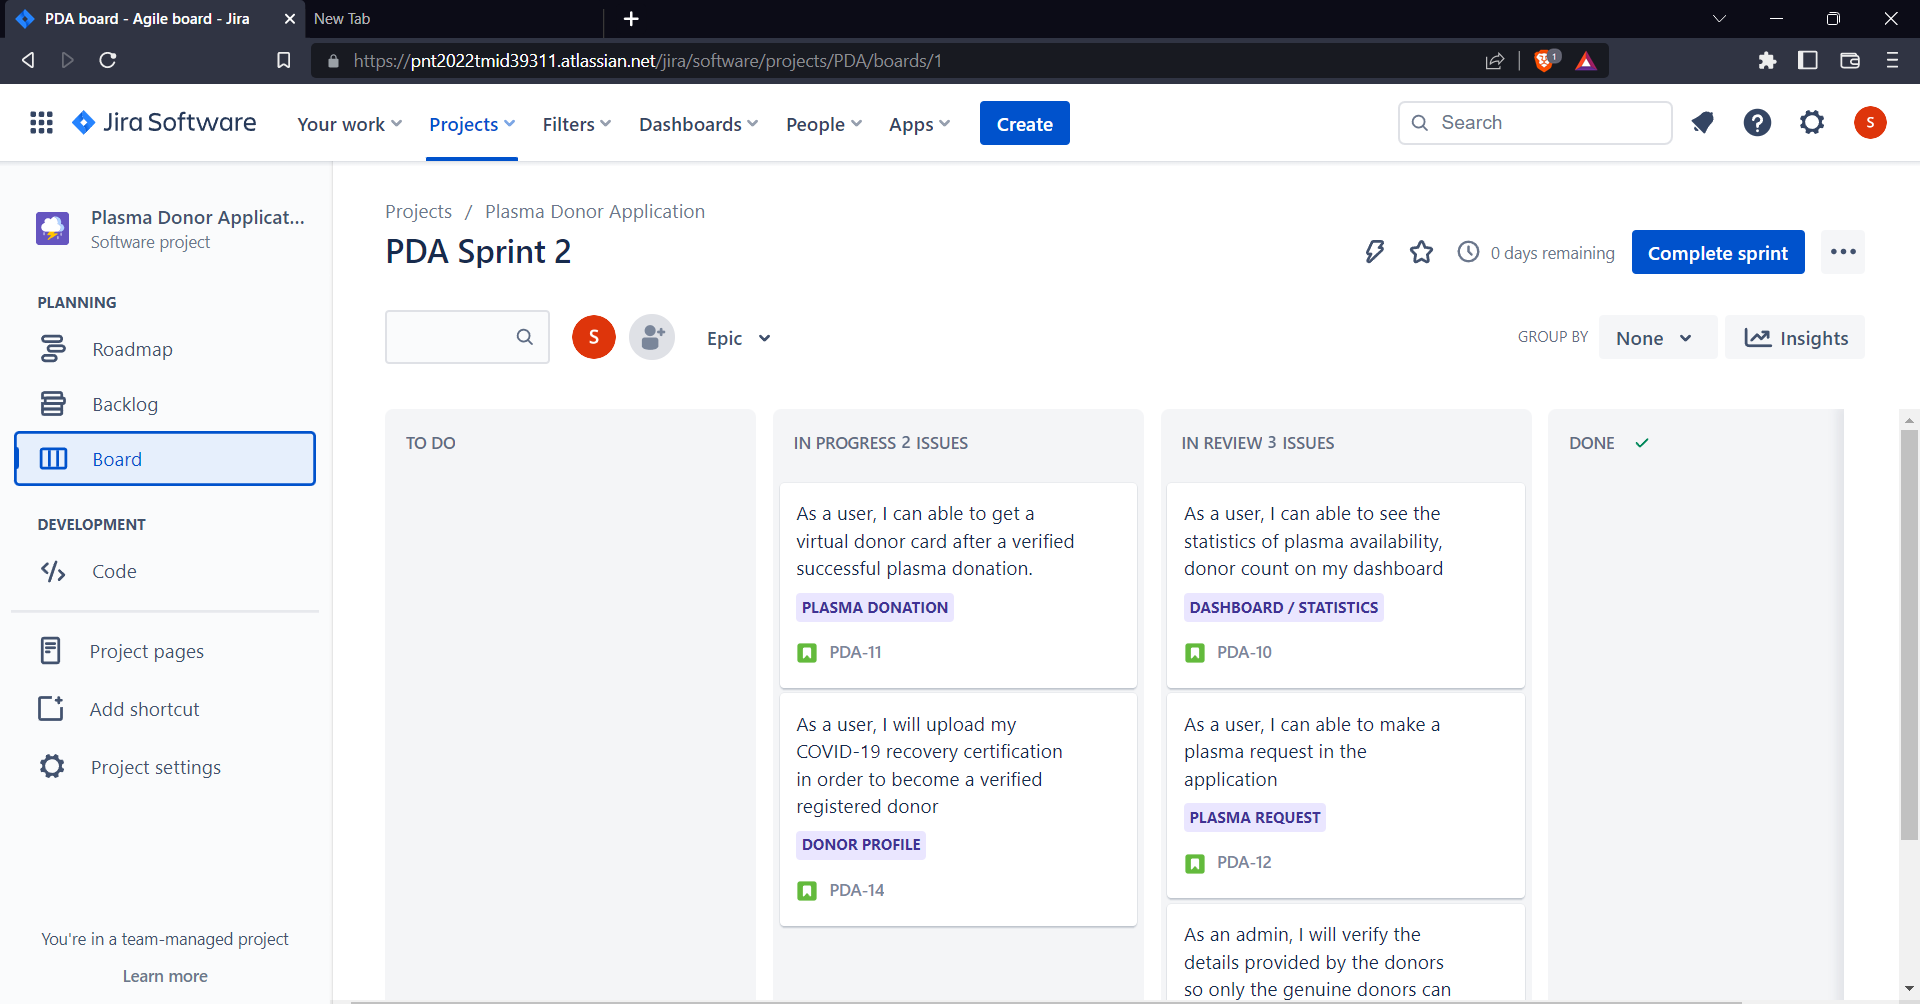 PDA board - Agile board - Jira
New Tab
https://pnt2022tmid39311.atlassian.net/jira/software/projects/PDA/boards/1
1
Jira Software
Your work
Projects
Filters
Dashboards
People
Apps
Create
Search
S
Plasma Donor Applicat...
Software project
PLANNING
Roadmap
Backlog
Board
DEVELOPMENT
Code
Project pages
Add shortcut
Project settings
You're in a team-managed project
Learn more
Projects / Plasma Donor Application
PDA Sprint 2
0 days remaining
Complete sprint
S
Epic
GROUP BY
None
Insights
TO DO
IN PROGRESS 2 ISSUES
As a user, I can able to get a
virtual donor card after a verified
successful plasma donation.
PLASMA DONATION
PDA-11
As a user, I will upload my
COVID-19 recovery certification
in order to become a verified
registered donor
DONOR PROFILE
PDA-14
IN REVIEW 3 ISSUES
As a user, I can able to see the
statistics of plasma availability,
donor count on my dashboard
DASHBOARD / STATISTICS
PDA-10
As a user, I can able to make a
plasma request in the
application
PLASMA REQUEST
PDA-12
As an admin, I will verify the
details provided by the donors
so only the genuine donors can
DONE